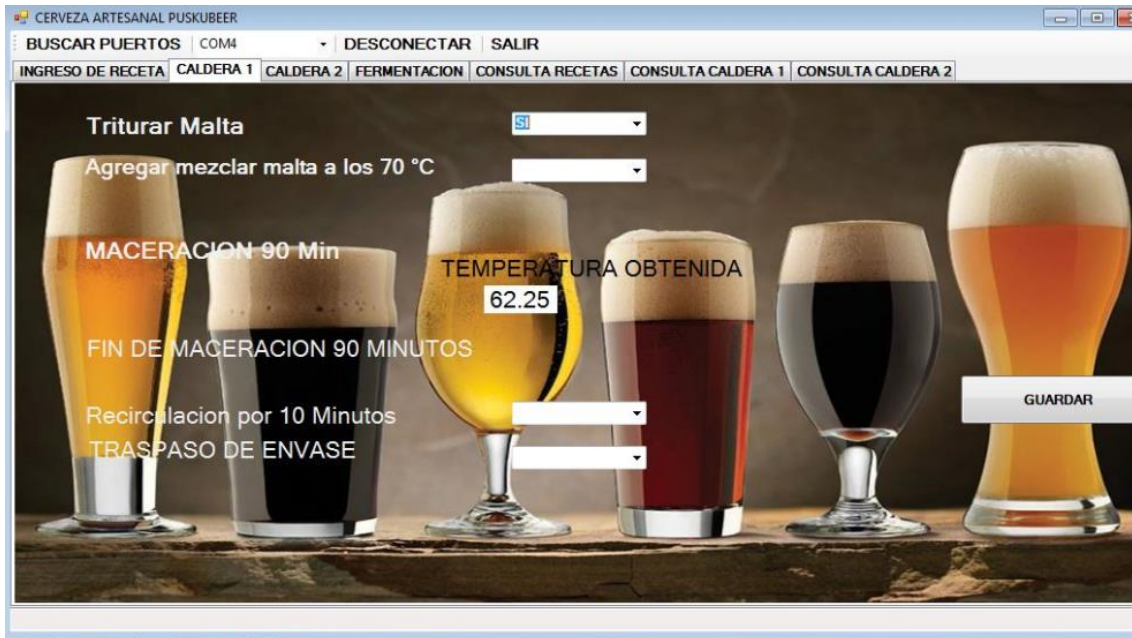 CERVEZA ARTESANAL PUSKUBEER
BUSCAR PUERTOS COM4 DESCONECTAR SALIR
INGRESO DE RECETA CALDERA 1 CALDERA 2 FERMENTACION CONSULTA RECETAS CONSULTA CALDERA 1 CONSULTA CALDERA 2
Triturar Malta SI
Agregar mezclar malta a los 70 °C
MACERACION 90 Min
TEMPERATURA OBTENIDA
62.25
FIN DE MACERACION 90 MINUTOS
GUARDAR
Recirculacion por 10 Minutos
TRASPASO DE ENVASE